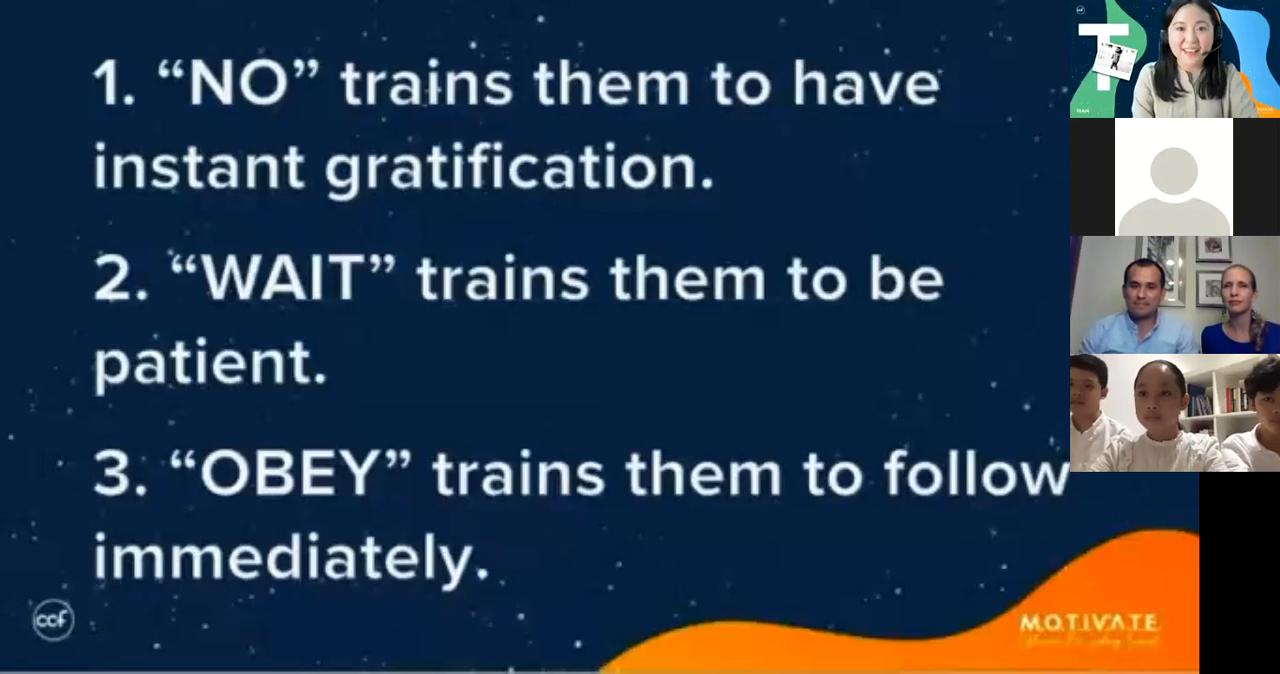 1. “NO” trains them to have
instant gratification.
2. “WAIT” trains them to be
patient.
3. “OBEY” trains them to follow
immediately.
ccf
MOTIVATE
T